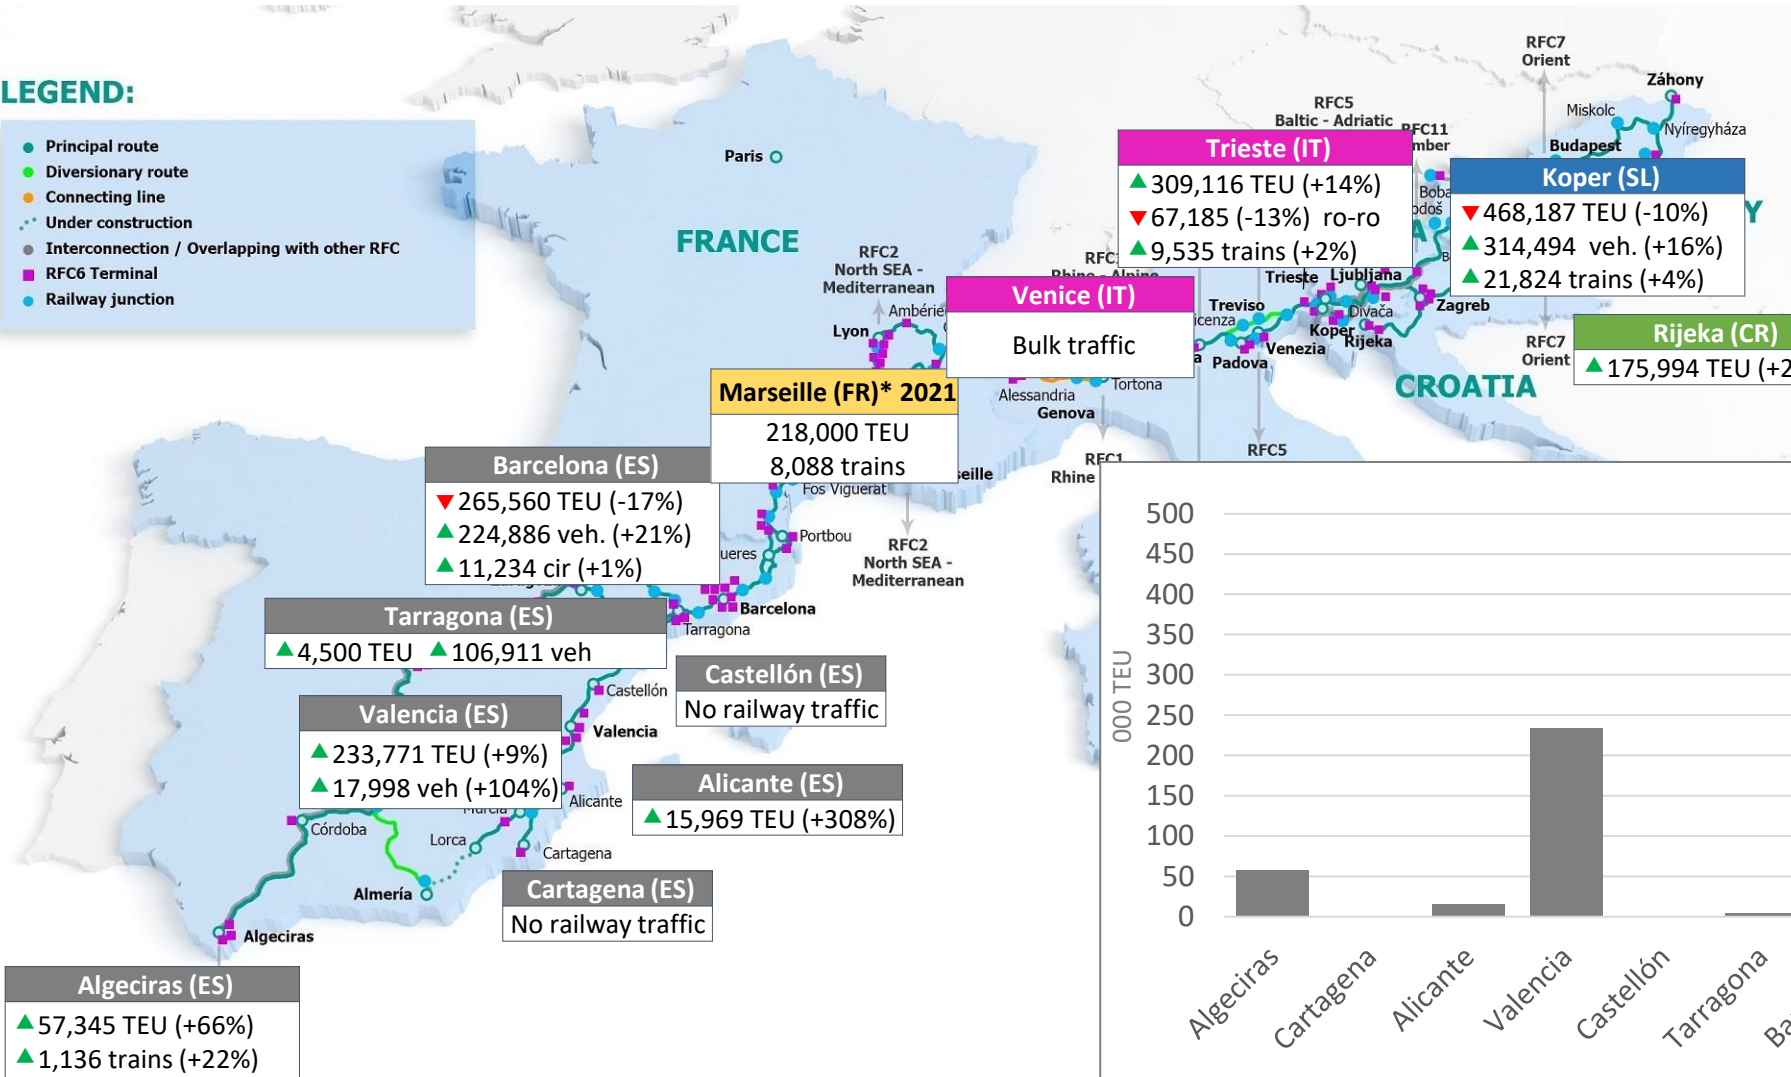 LEGEND:
Principal route
Diversionary route
Connecting line
Under construction
Interconnection / Overlapping with other RFC
RFC6 Terminal
Railway junction
Paris
FRANCE
RFC2
North SEA -
Mediterranean
Lyon
RFC5
Baltic - Adriatic
RFC7
Orient
Záhony
Miskolc
Nyíregyháza
Budapest
Trieste (IT)
▲ 309,116 TEU (+14%)
▼ 67,185 (-13%) ro-ro
▲ 9,535 trains (+2%)
Koper (SL)
▼ 468,187 TEU (-10%)
▲ 314,494 veh. (+16%)
▲ 21,824 trains (+4%)
Y
Venice (IT)
Bulk traffic
Trieste
Ljubljana
Treviso
Divača
Zagreb
Koper
Rijeka
Venezia
Padova
RFC7
Orient
Rijeka (CR)
▲ 175,994 TEU (+2
CROATIA
Marseille (FR)* 2021
218,000 TEU
8,088 trains
Alessandria
Tortona
Genova
RFC1
Rhine
RFC5
seille
Fos Viguerat
Portbou
RFC2
North SEA -
Mediterranean
Barcelona (ES)
▼ 265,560 TEU (-17%)
▲ 224,886 veh. (+21%)
▲ 11,234 cir (+1%)
ueres
Barcelona
Tarragona
Tarragona (ES)
▲ 4,500 TEU ▲ 106,911 veh
Castellón (ES)
No railway traffic
Castellón
Valencia
Valencia (ES)
▲ 233,771 TEU (+9%)
▲ 17,998 veh (+104%)
Alicante (ES)
▲ 15,969 TEU (+308%)
Alicante
Murcia
Córdoba
Lorca
Cartagena
Almería
Cartagena (ES)
No railway traffic
Algeciras
Algeciras (ES)
▲ 57,345 TEU (+66%)
▲ 1,136 trains (+22%)
000 TEU
500
450
400
350
300
250
200
150
100
50
0
Algeciras
Cartagena
Alicante
Valencia
Castellón
Tarragona
Ba